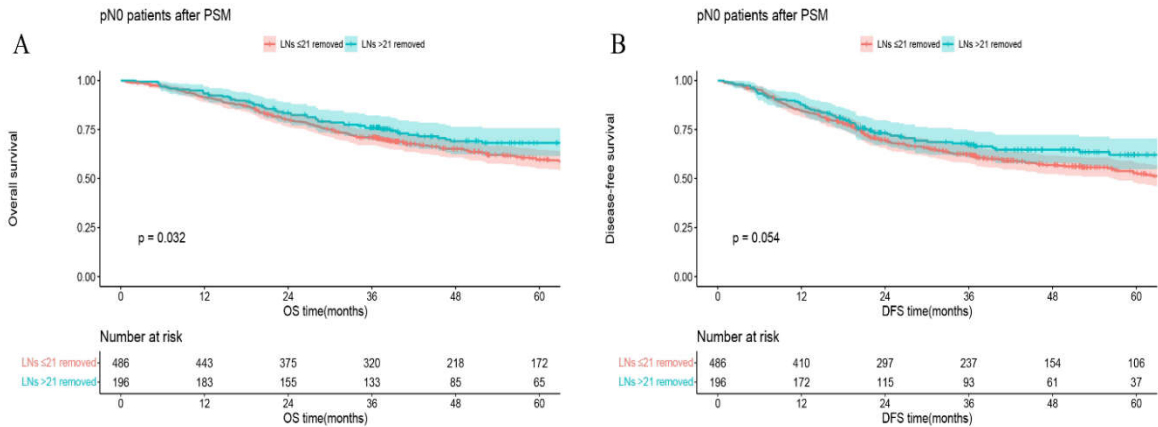 pN0 patients after PSM
A
LNs ≤21 removed LNs >21 removed
1.00
0.75
0.50
0.25
0.00
Overall survival
p = 0.032
0 12 24 36 48 60
OS time(months)
Number at risk
LNs ≤21 removed 486 443 375 320 218 172
LNs >21 removed 196 183 155 133 85 65
0 12 24 36 48 60
OS time(months)
pN0 patients after PSM
B
LNs ≤21 removed LNs >21 removed
1.00
0.75
0.50
0.25
0.00
Disease-free survival
p = 0.054
0 12 24 36 48 60
DFS time(months)
Number at risk
LNs ≤21 removed 486 410 297 237 154 106
LNs >21 removed 196 172 115 93 61 37
0 12 24 36 48 60
DFS time(months)